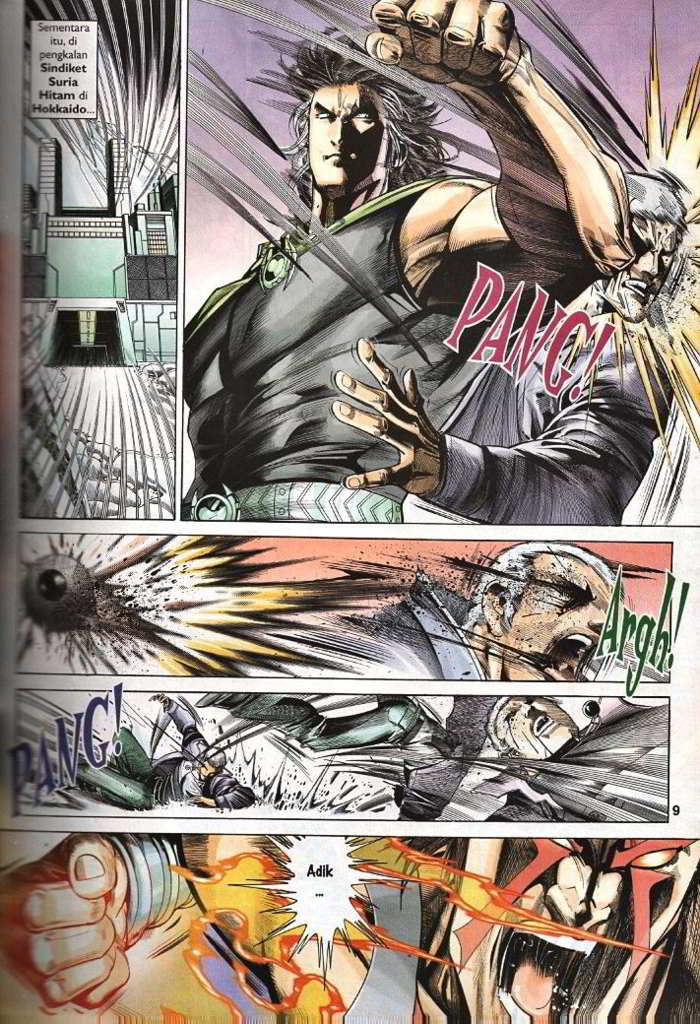 Sementara
itu, di
pengkalan
Sindiket
Suria
Hitam di
Hokkaido...
PANG!
Argh!
PANG!
9
Adik
...